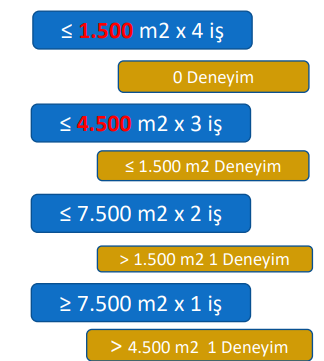 ≤ 1.500 m2 x 4 iş
0 Deneyim
≤ 4.500 m2 x 3 iş
≤ 1.500 m2 Deneyim
≤ 7.500 m2 x 2 iş
> 1.500 m2 1 Deneyim
≥ 7.500 m2 x 1 iş
> 4.500 m2 1 Deneyim